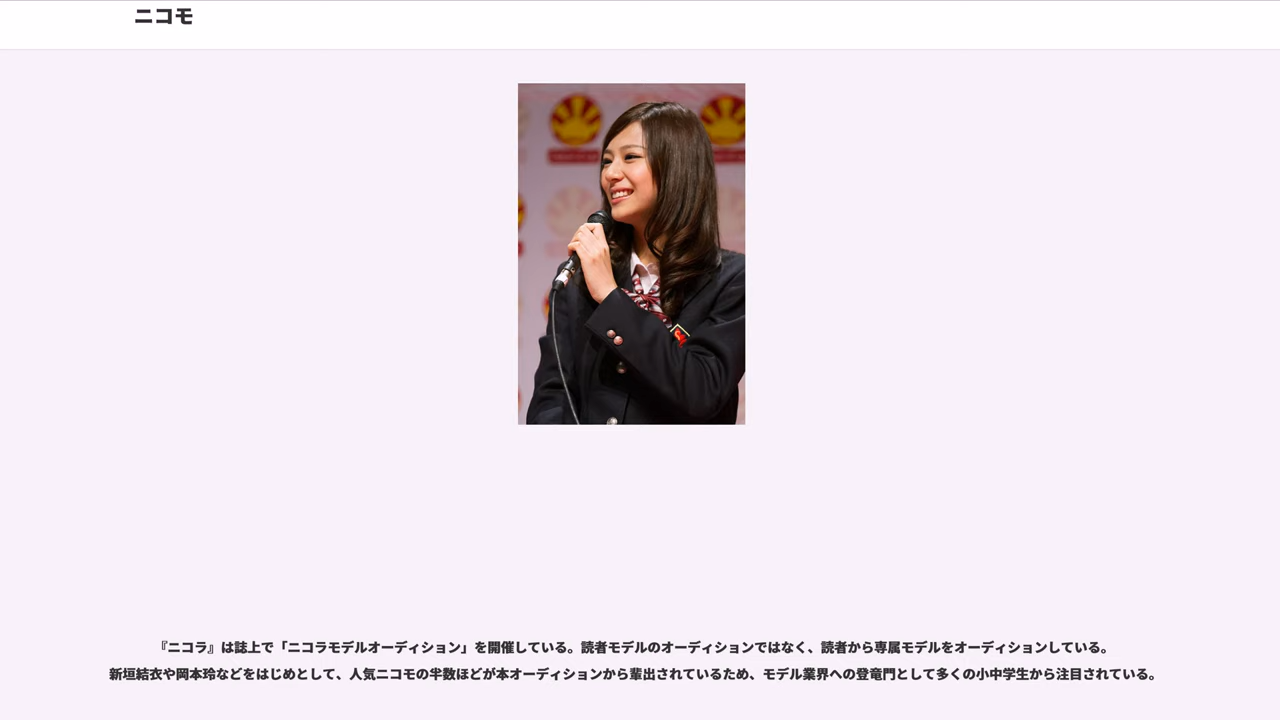 ニコモ
『ニコラ』は誌上で「ニコラモデルオーディション」を開催している。読者モデルのオーディションではなく、読者から専属モデルをオーディションしている。
新垣結衣や岡本玲などをはじめとして、人気ニコモの半数ほどが本オーディションから輩出されているため、モデル業界への登竜門として多くの小中学生から注目されている。